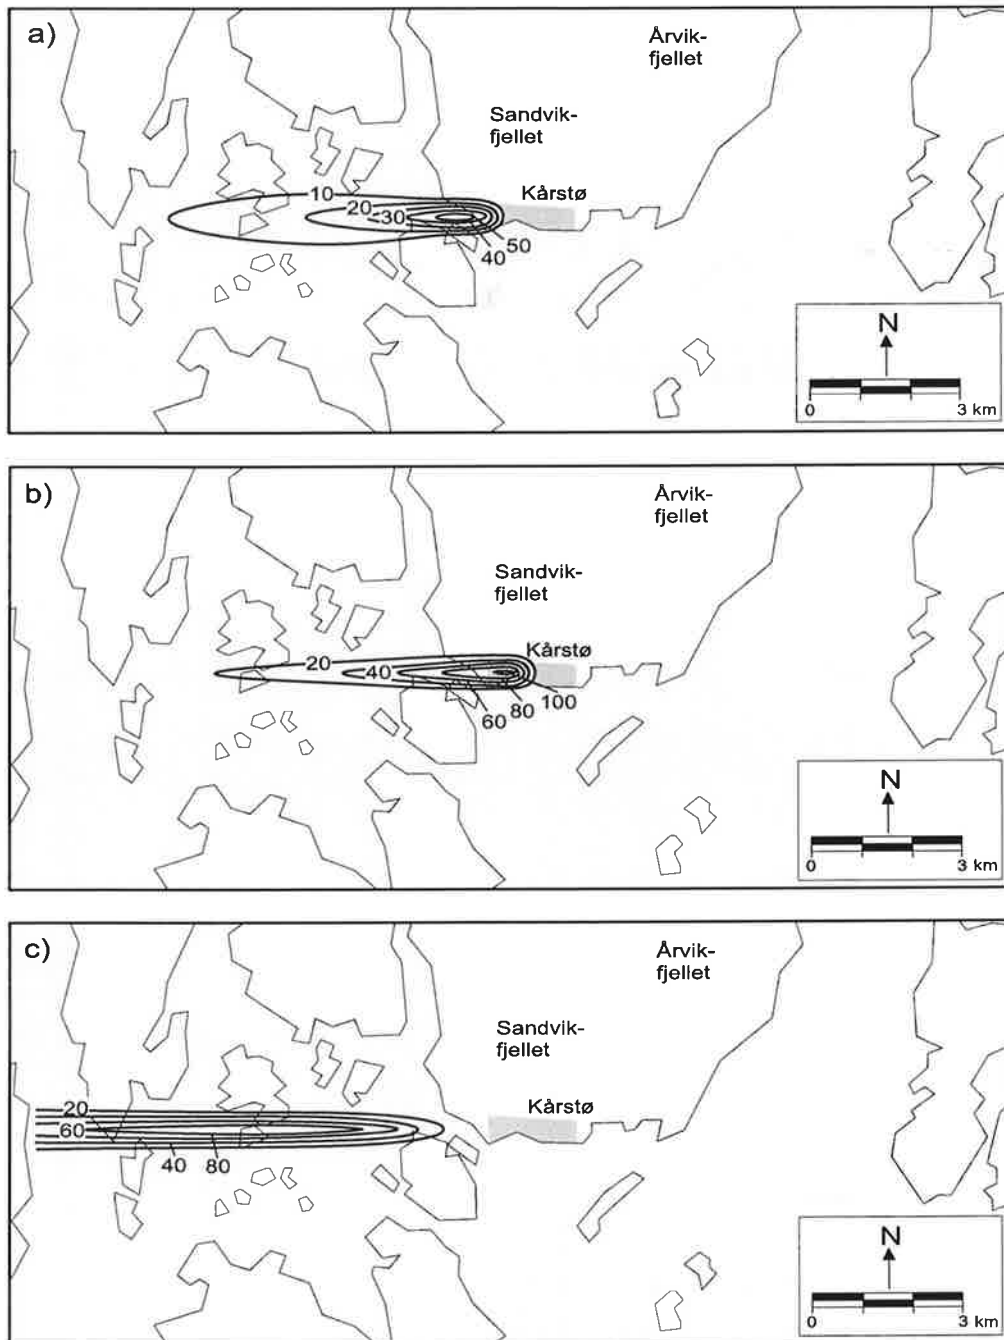 a)
Årvik-
fjellet
Sandvik-
fjellet
Kårstø
10
20
30
50
40
N
0 3 km
b)
Årvik-
fjellet
Sandvik-
fjellet
Kårstø
20
40
100
80
60
N
0 3 km
c)
Årvik-
fjellet
Sandvik-
fjellet
Kårstø
20
60
40
80
N
0 3 km